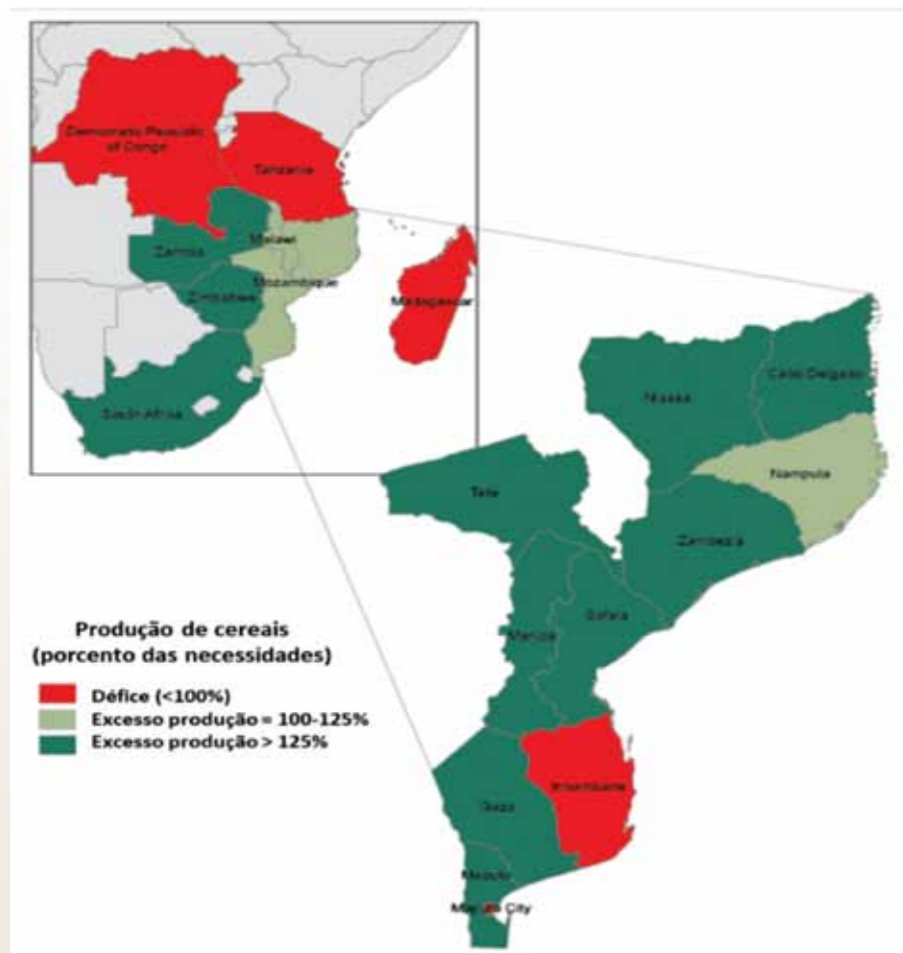 Democratic Republic
of Congo
Tanzania
Malawi
Zambia
Mozambique
Zimbabwe
Madagascar
South Africa
Cabo Delgado
Niassa
Nampula
Tete
Zambezia
Sofala
Manica
Inhambane
Gaza
Maputo
Maputo City
Produção de cereais
(porcento das necessidades)
Défice (<100%)
Excesso produção = 100-125%
Excesso produção > 125%